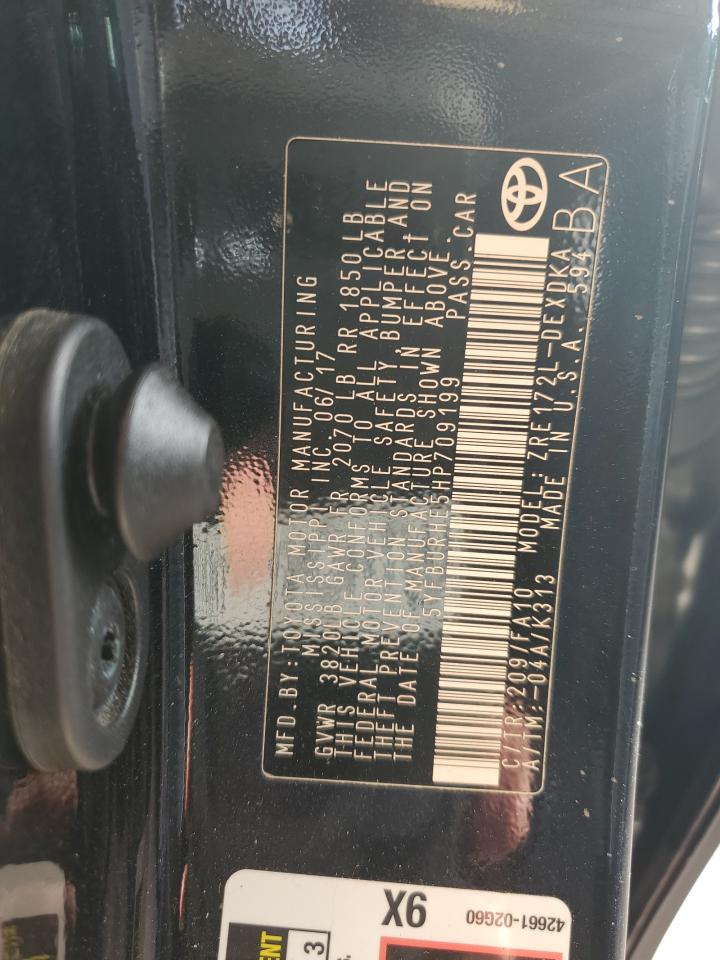 MFD.BY:TOYOTA MOTOR MANUFACTURING
MISSISSIPPI INC.06/17
GVWR 3820LB GAWR FR 2070 LB RR 1850 LB
THIS VEHICLE CONFORMS TO ALL APPLICABLE
FEDERAL MOTOR VEHICLE SAFETY, BUMPER AND
THEFT PREVENTION STANDARDS IN EFFECT ON
THE DATE OF MANUFACTURE SHOWN ABOVE.
5YFBURHE5HP709199 PASS.CAR
C/TR: 209/FA10 MODEL: ZRE172L-DEXDKA
A/TM:-04A/K313 MADE IN U.S.A. 594 BA
9X
42661-02G60
3